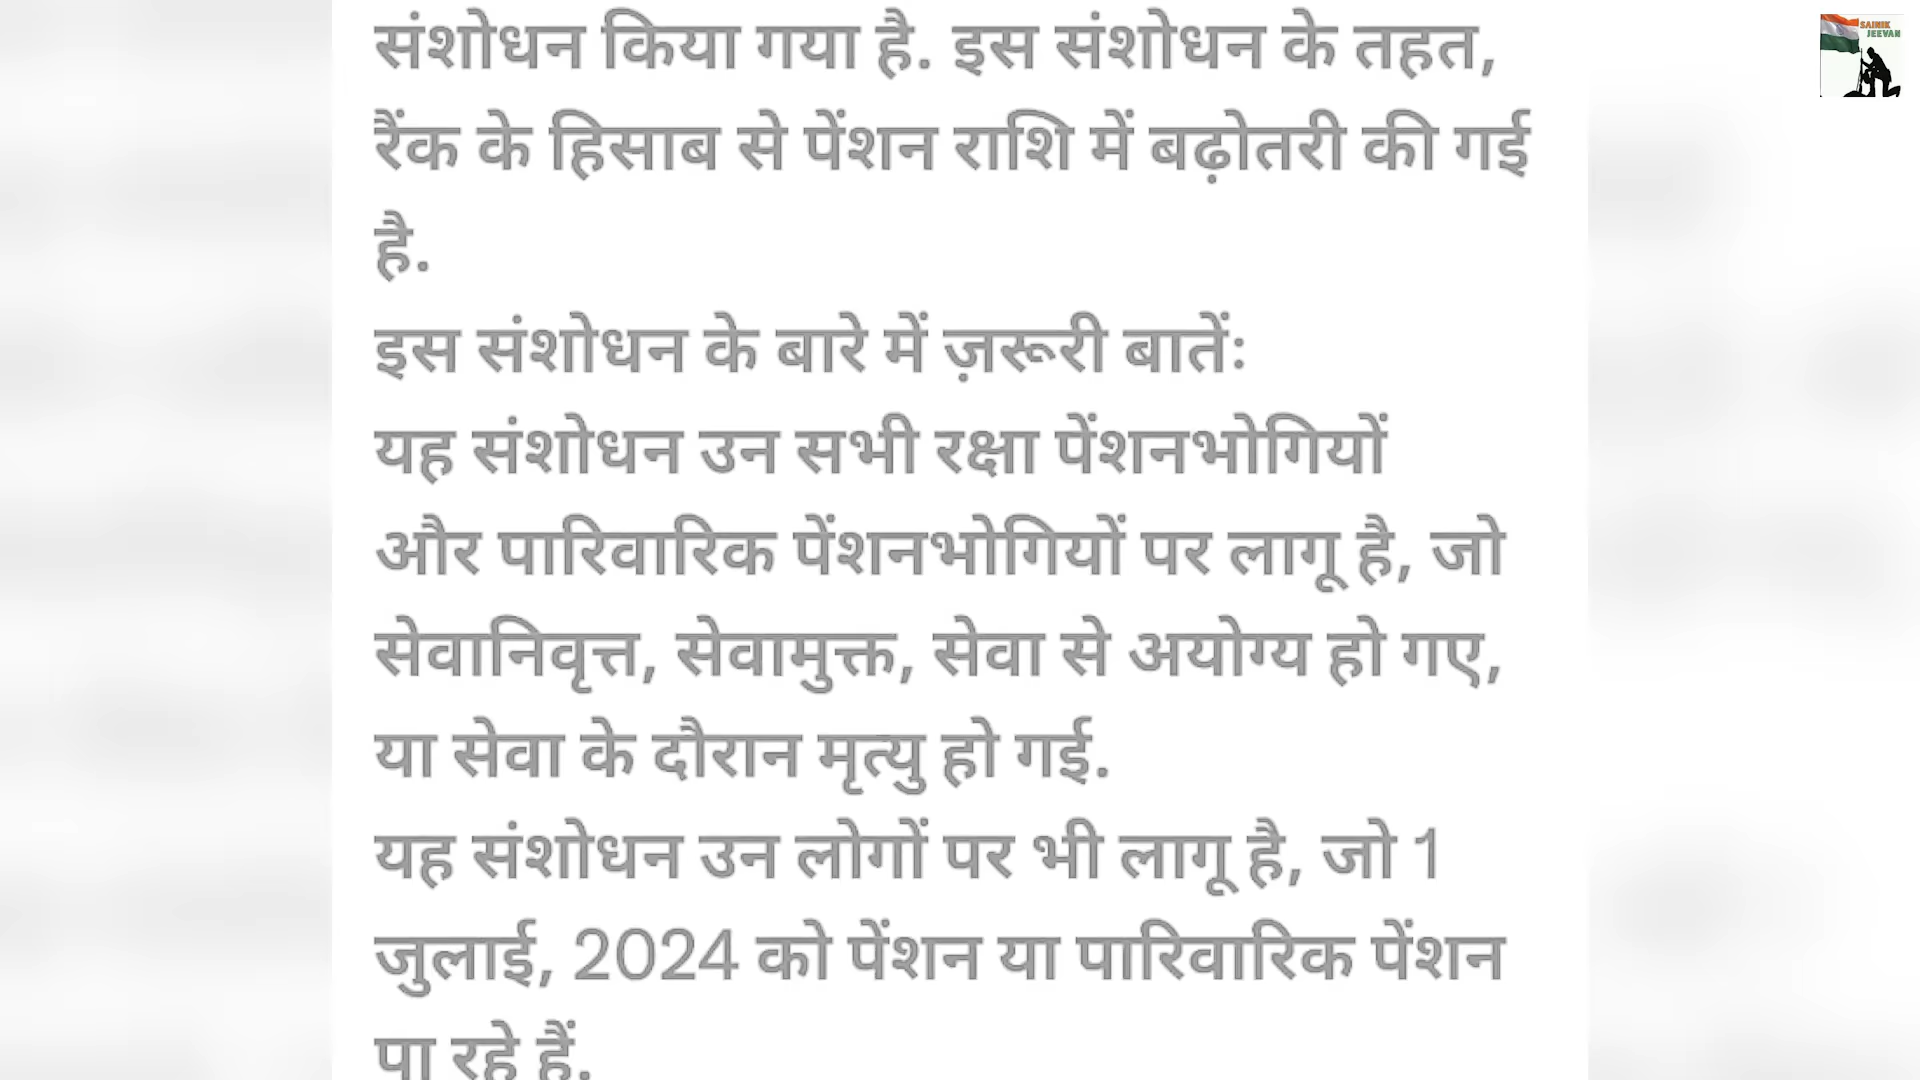 संशोधन किया गया है. इस संशोधन के तहत,
रैंक के हिसाब से पेंशन राशि में बढ़ोतरी की गई
है.
इस संशोधन के बारे में ज़रूरी बातेंः
यह संशोधन उन सभी रक्षा पेंशनभोगियों
और पारिवारिक पेंशनभोगियों पर लागू है, जो
सेवानिवृत्त, सेवामुक्त, सेवा से अयोग्य हो गए,
या सेवा के दौरान मृत्यु हो गई.
यह संशोधन उन लोगों पर भी लागू है, जो 1
जुलाई, 2024 को पेंशन या पारिवारिक पेंशन
पा रहे हैं.
SAINIK
JEEVAN